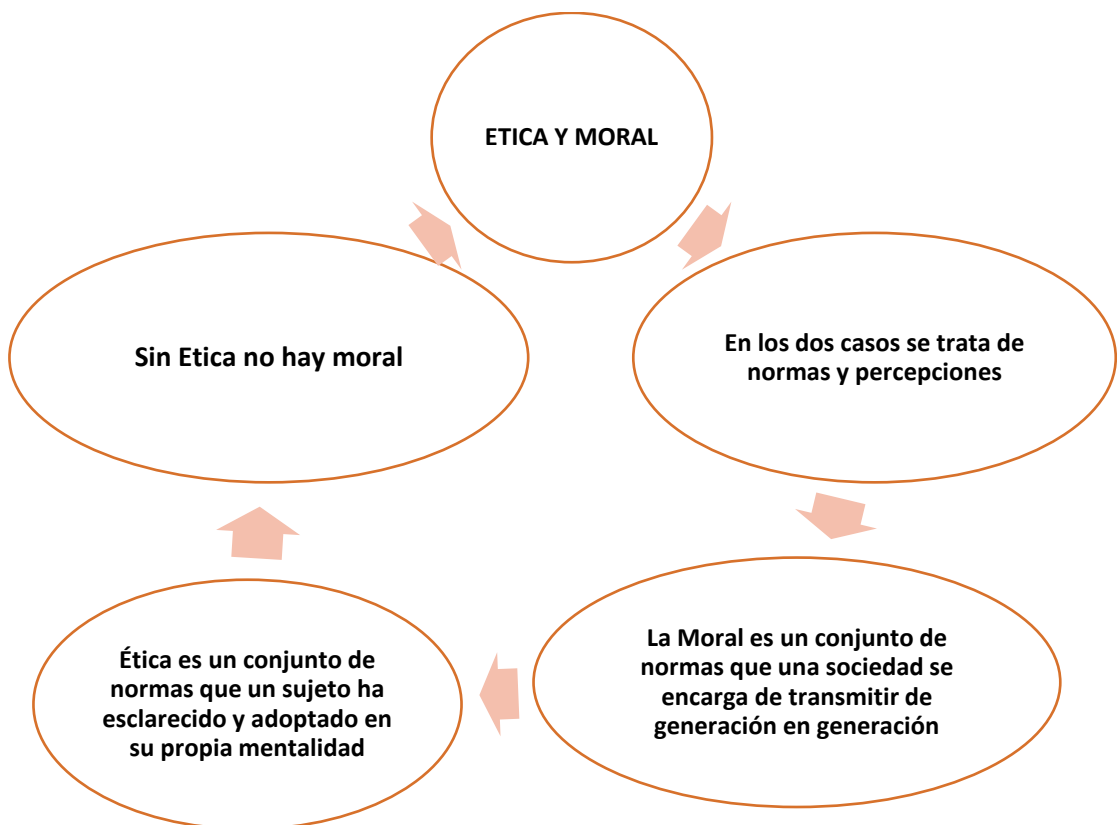 ETICA Y MORAL
En los dos casos se trata de
normas y percepciones
La Moral es un conjunto de
normas que una sociedad se
encarga de transmitir de
generación en generación
Ética es un conjunto de
normas que un sujeto ha
esclarecido y adoptado en
su propia mentalidad
Sin Etica no hay moral